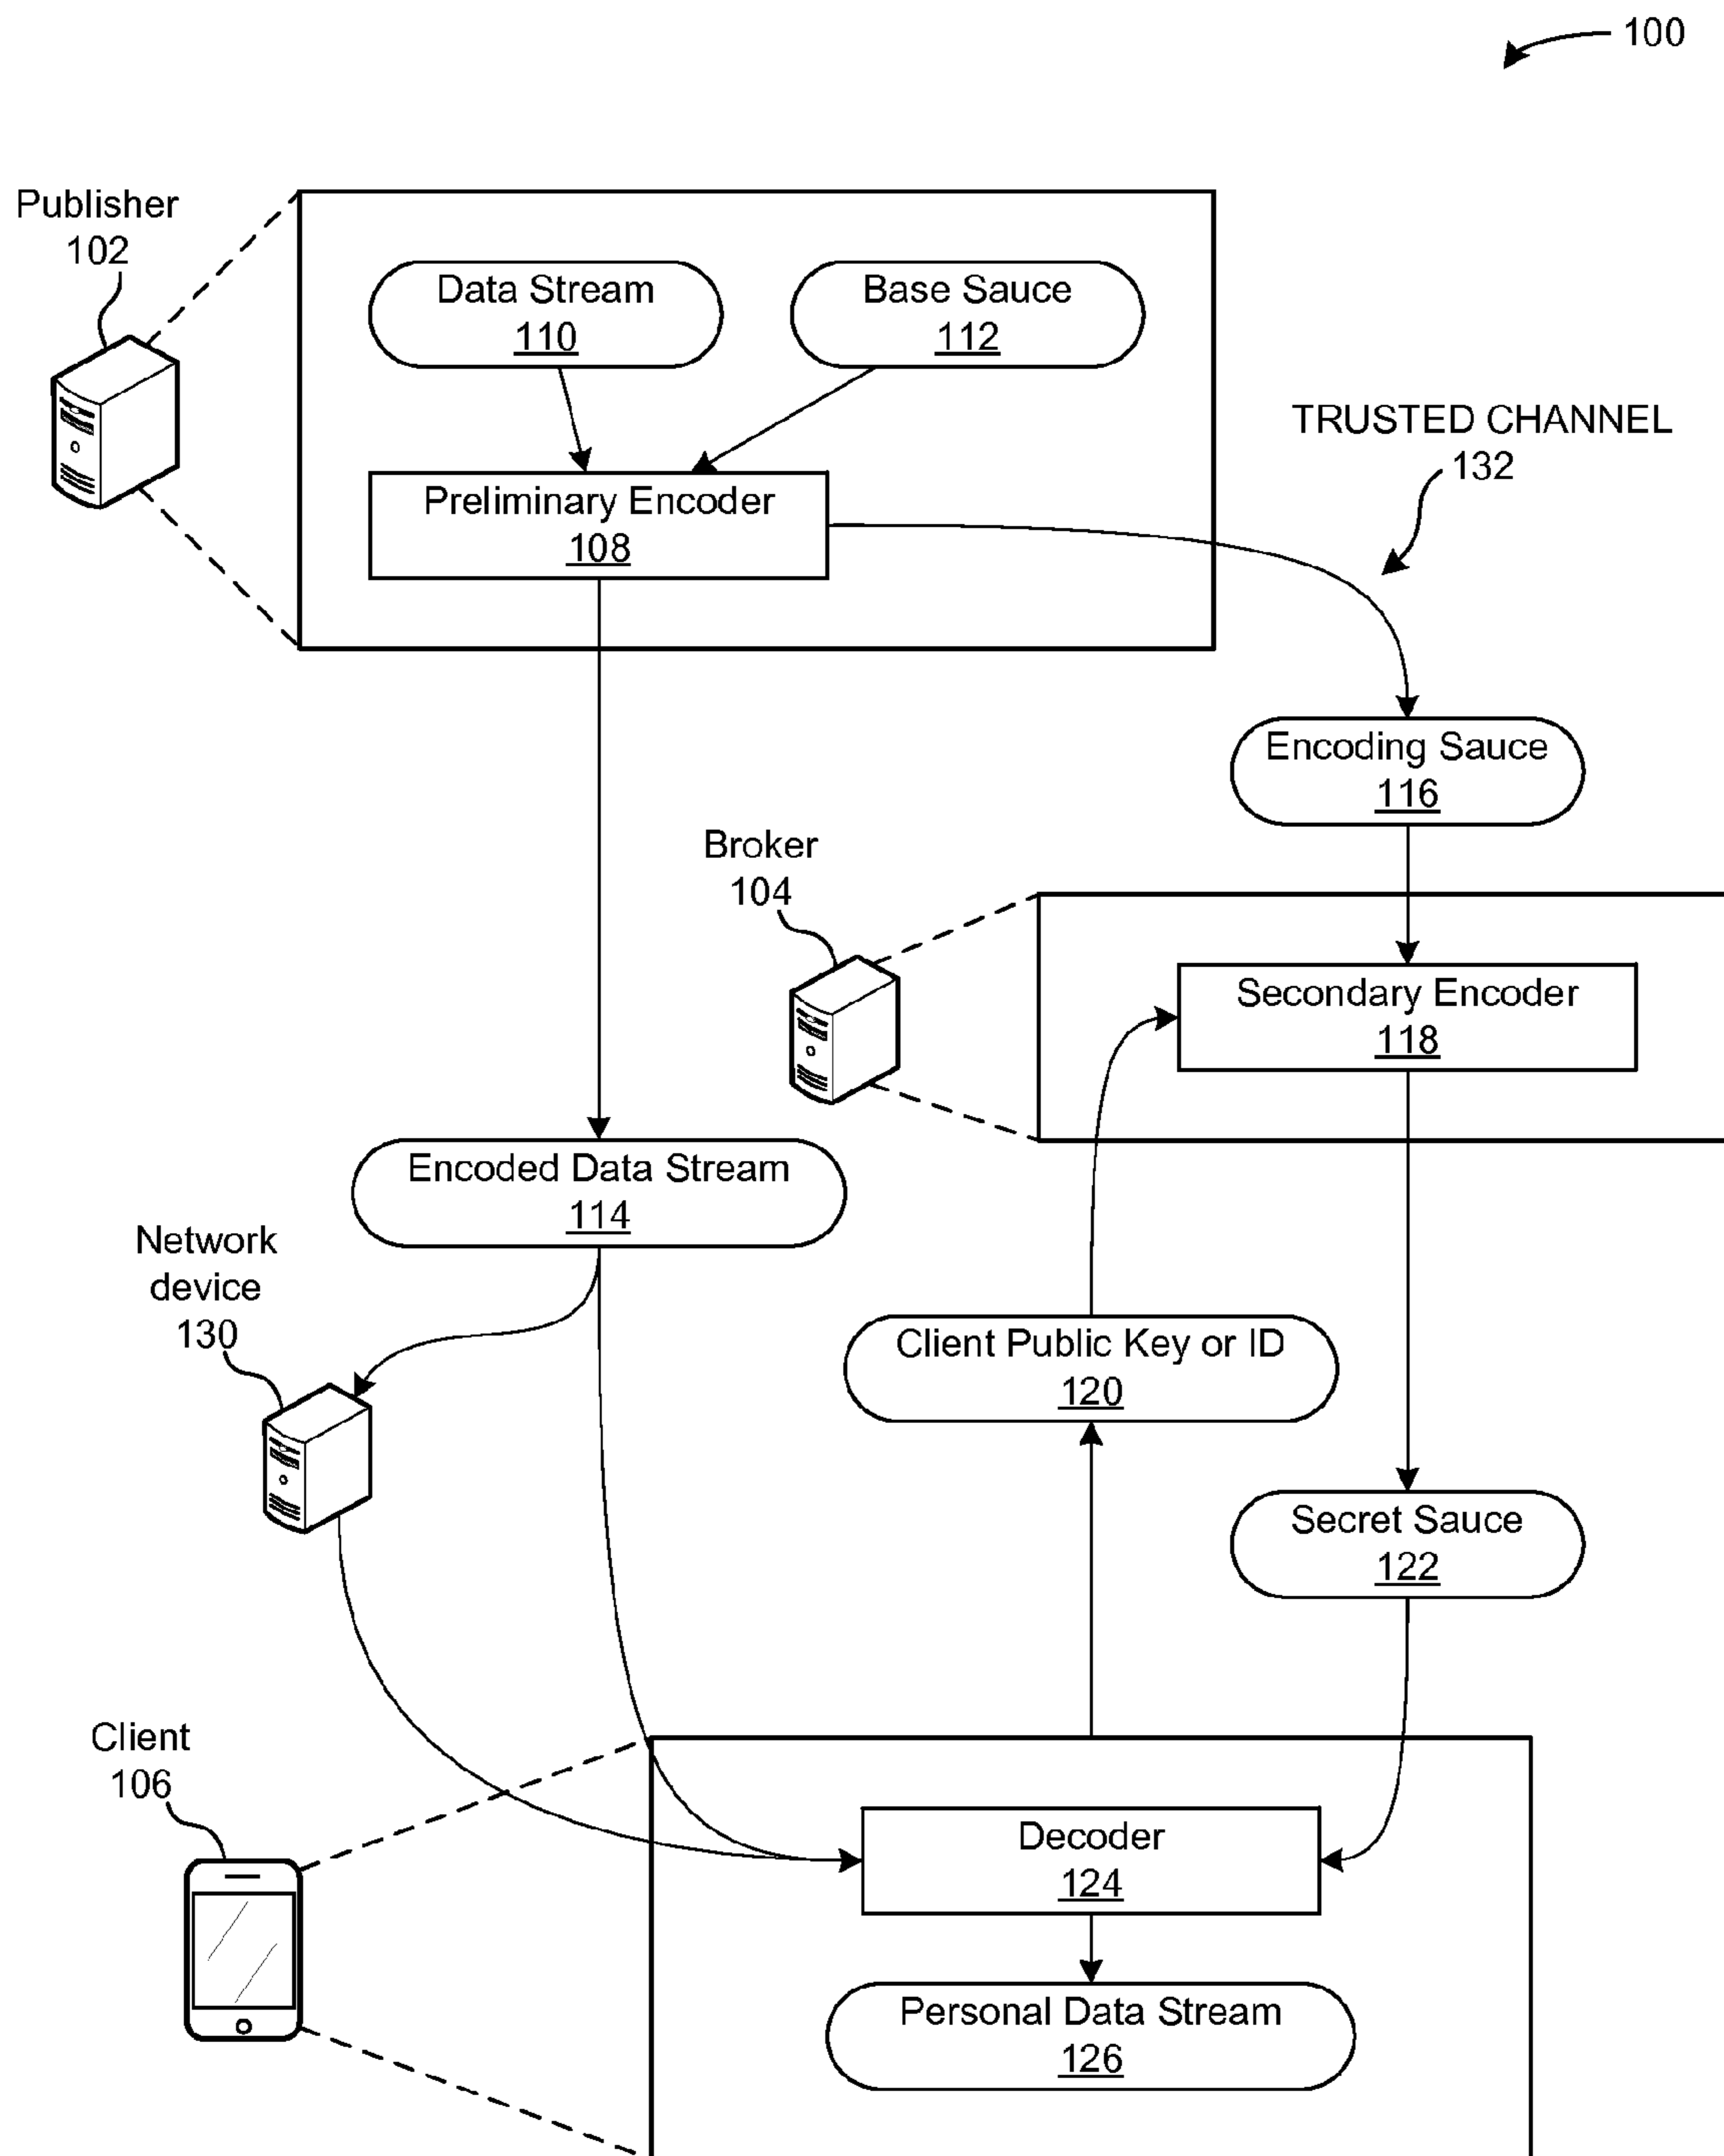 100
Publisher
102
Data Stream
110
Base Sauce
112
TRUSTED CHANNEL
132
Preliminary Encoder
108
Encoding Sauce
116
Broker
104
Secondary Encoder
118
Encoded Data Stream
114
Network
device
130
Client Public Key or ID
120
Secret Sauce
122
Client
106
Decoder
124
Personal Data Stream
126